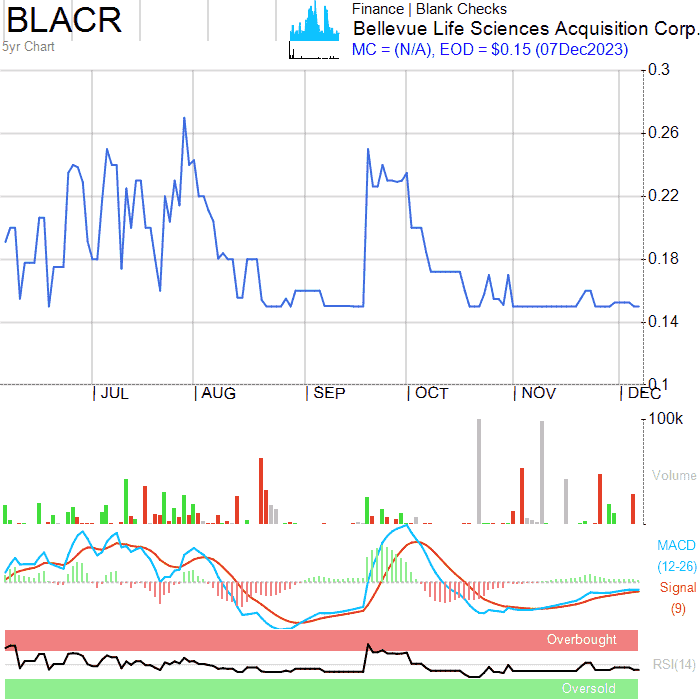 BLACR
5yr Chart
Finance | Blank Checks
Bellevue Life Sciences Acquisition Corp.
MC = (N/A), EOD = $0.15 (07Dec2023)
0.3
0.26
0.22
0.18
0.14
0.1
JUL AUG SEP OCT NOV DEC
100k
Volume
MACD
(12-26)
Signal
(9)
Overbought
RSI(14)
Oversold